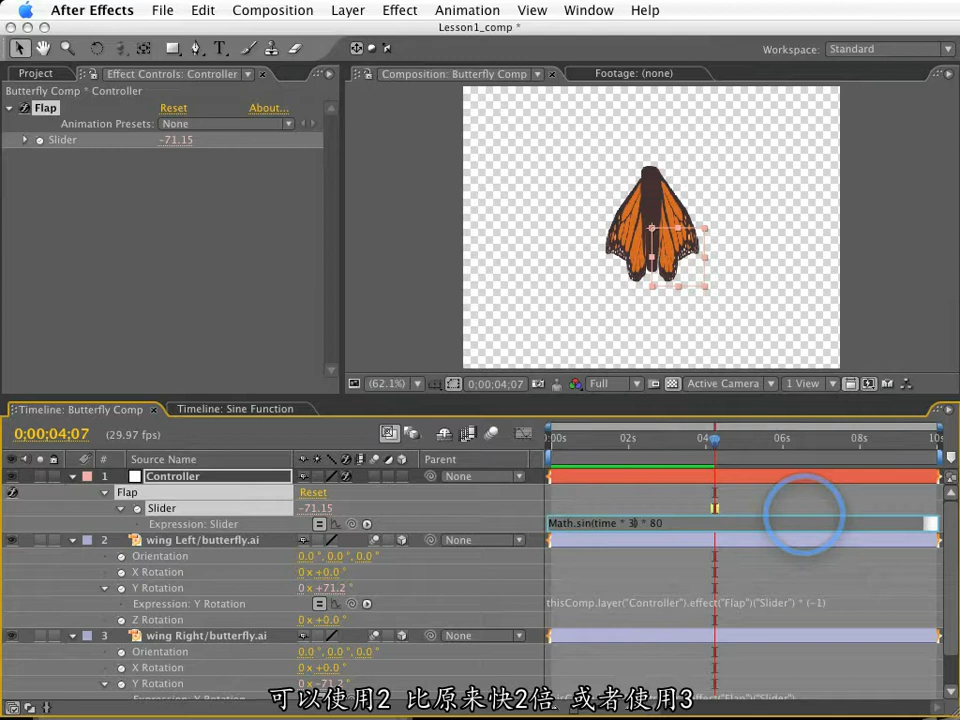 After Effects File Edit Composition Layer Effect Animation View Window Help
Lesson1_comp *
Workspace: Standard
Project Effect Controls: Controller Composition: Butterfly Comp Footage: (none)
Butterfly Comp * Controller
Flap Reset About...
Animation Presets: None
Slider -71.15
(62.1%) 0;00;04;07 Full Active Camera 1 View
Timeline: Butterfly Comp Timeline: Sine Function
0;00;04;07 (29.97 fps) 0:00s 02s 04s 06s 08s 10s
# Source Name Parent
1 Controller None
Flap Reset
Slider -71.15
Expression: Slider Math.sin(time * 3) * 80
2 wing Left/butterfly.ai None
Orientation 0.0°, 0.0°, 0.0°
X Rotation 0 x +0.0°
Y Rotation 0 x +71.2°
Expression: Y Rotation thisComp.layer("Controller").effect("Flap")("Slider") * (-1)
Z Rotation 0 x +0.0°
3 wing Right/butterfly.ai None
Orientation 0.0°, 0.0°, 0.0°
X Rotation 0 x +0.0°
Y Rotation 0 x -71.2°
可以使用2 比原来快2倍 或者使用3